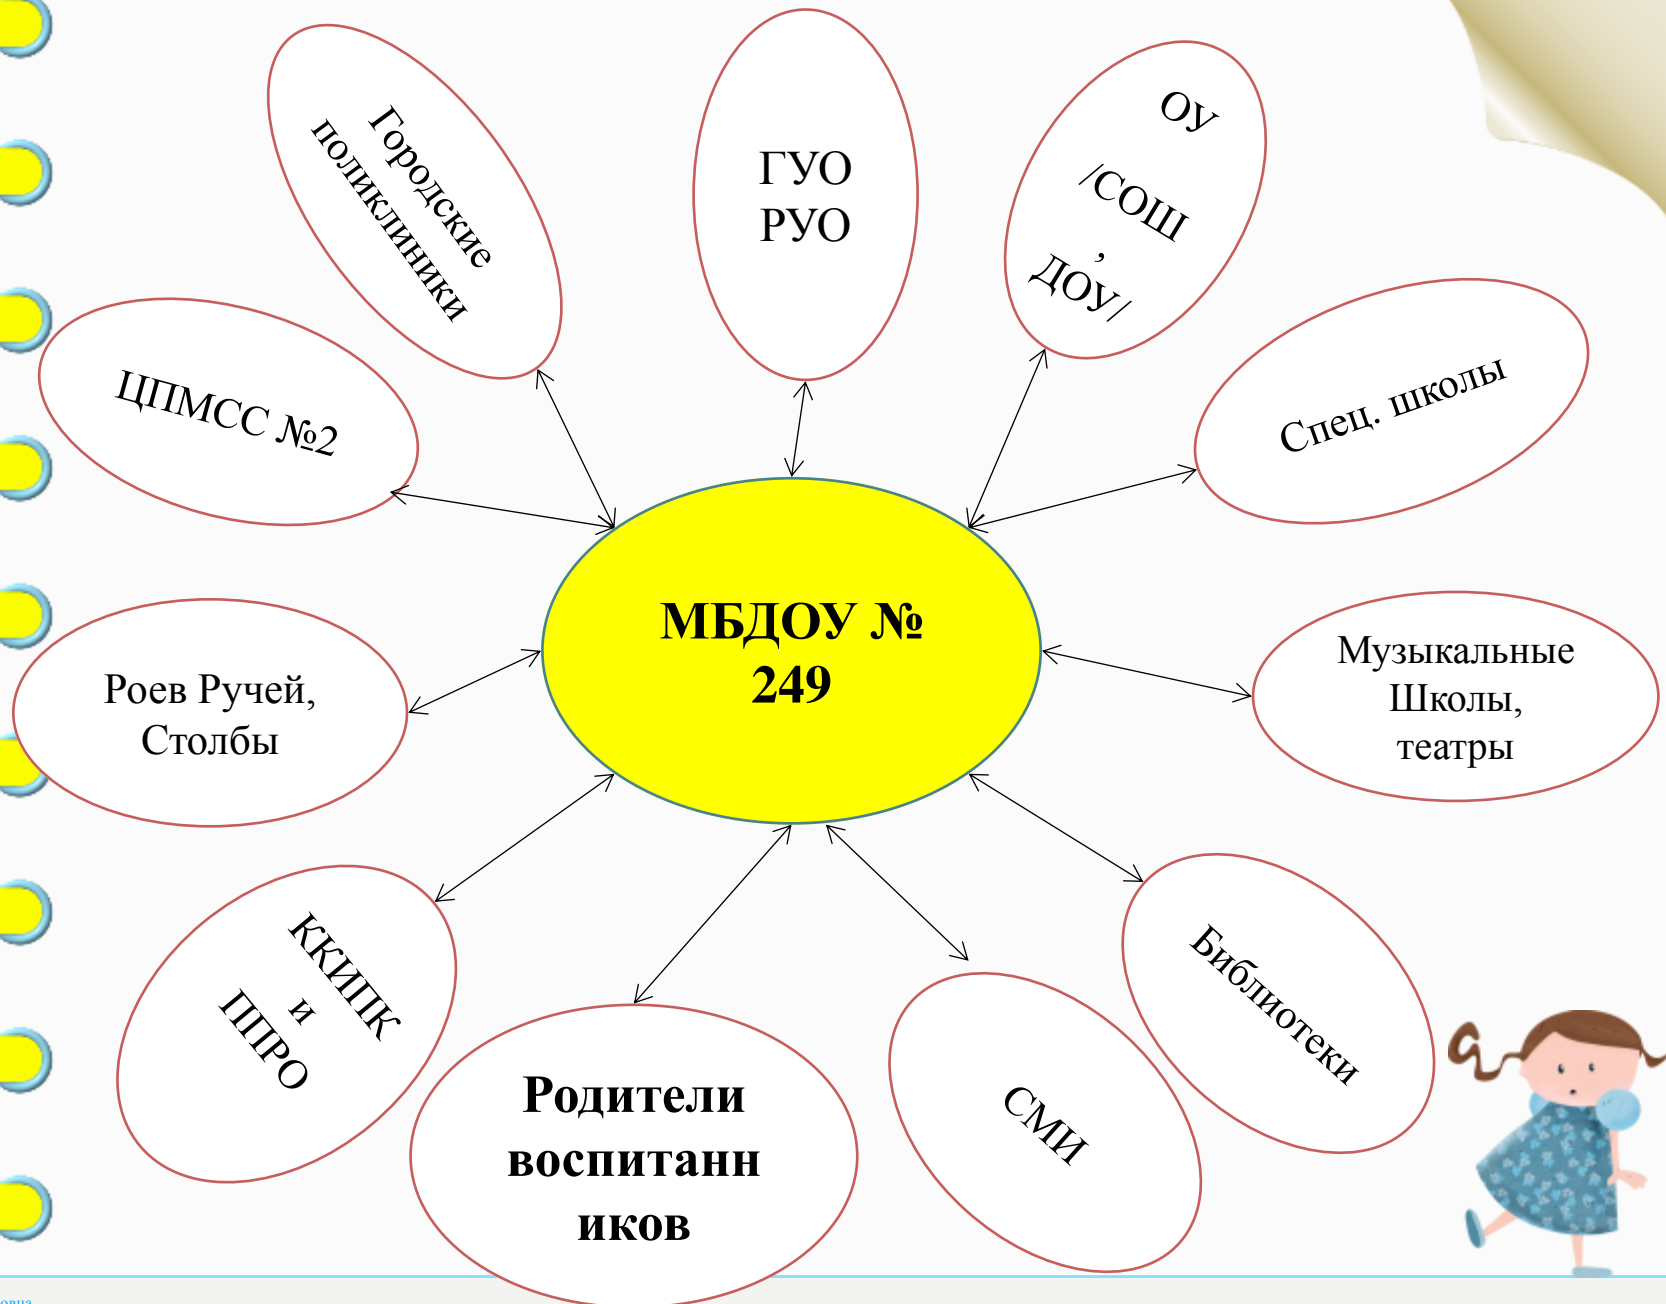 Городские
поликлиники
ГУО
РУО
ОУ
/СОШ
,
ДОУ/
ЦПМСС №2
Спец. школы
МБДОУ №
249
Роев Ручей,
Столбы
Музыкальные
Школы,
театры
ККИПК
и
ППРО
Родители
воспитанн
иков
СМИ
Библиотеки